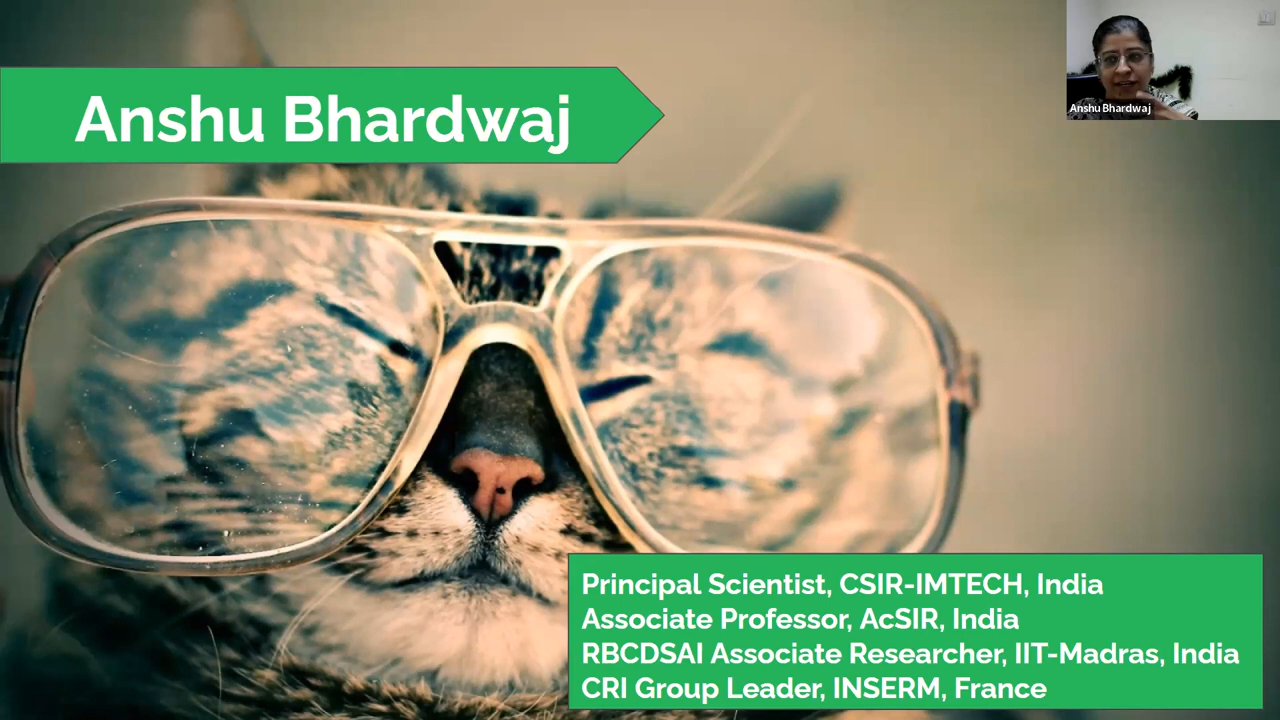 Anshu Bhardwaj
Anshu Bhardwaj
Principal Scientist, CSIR-IMTECH, India
Associate Professor, AcSIR, India
RBCDSAI Associate Researcher, IIT-Madras, India
CRI Group Leader, INSERM, France